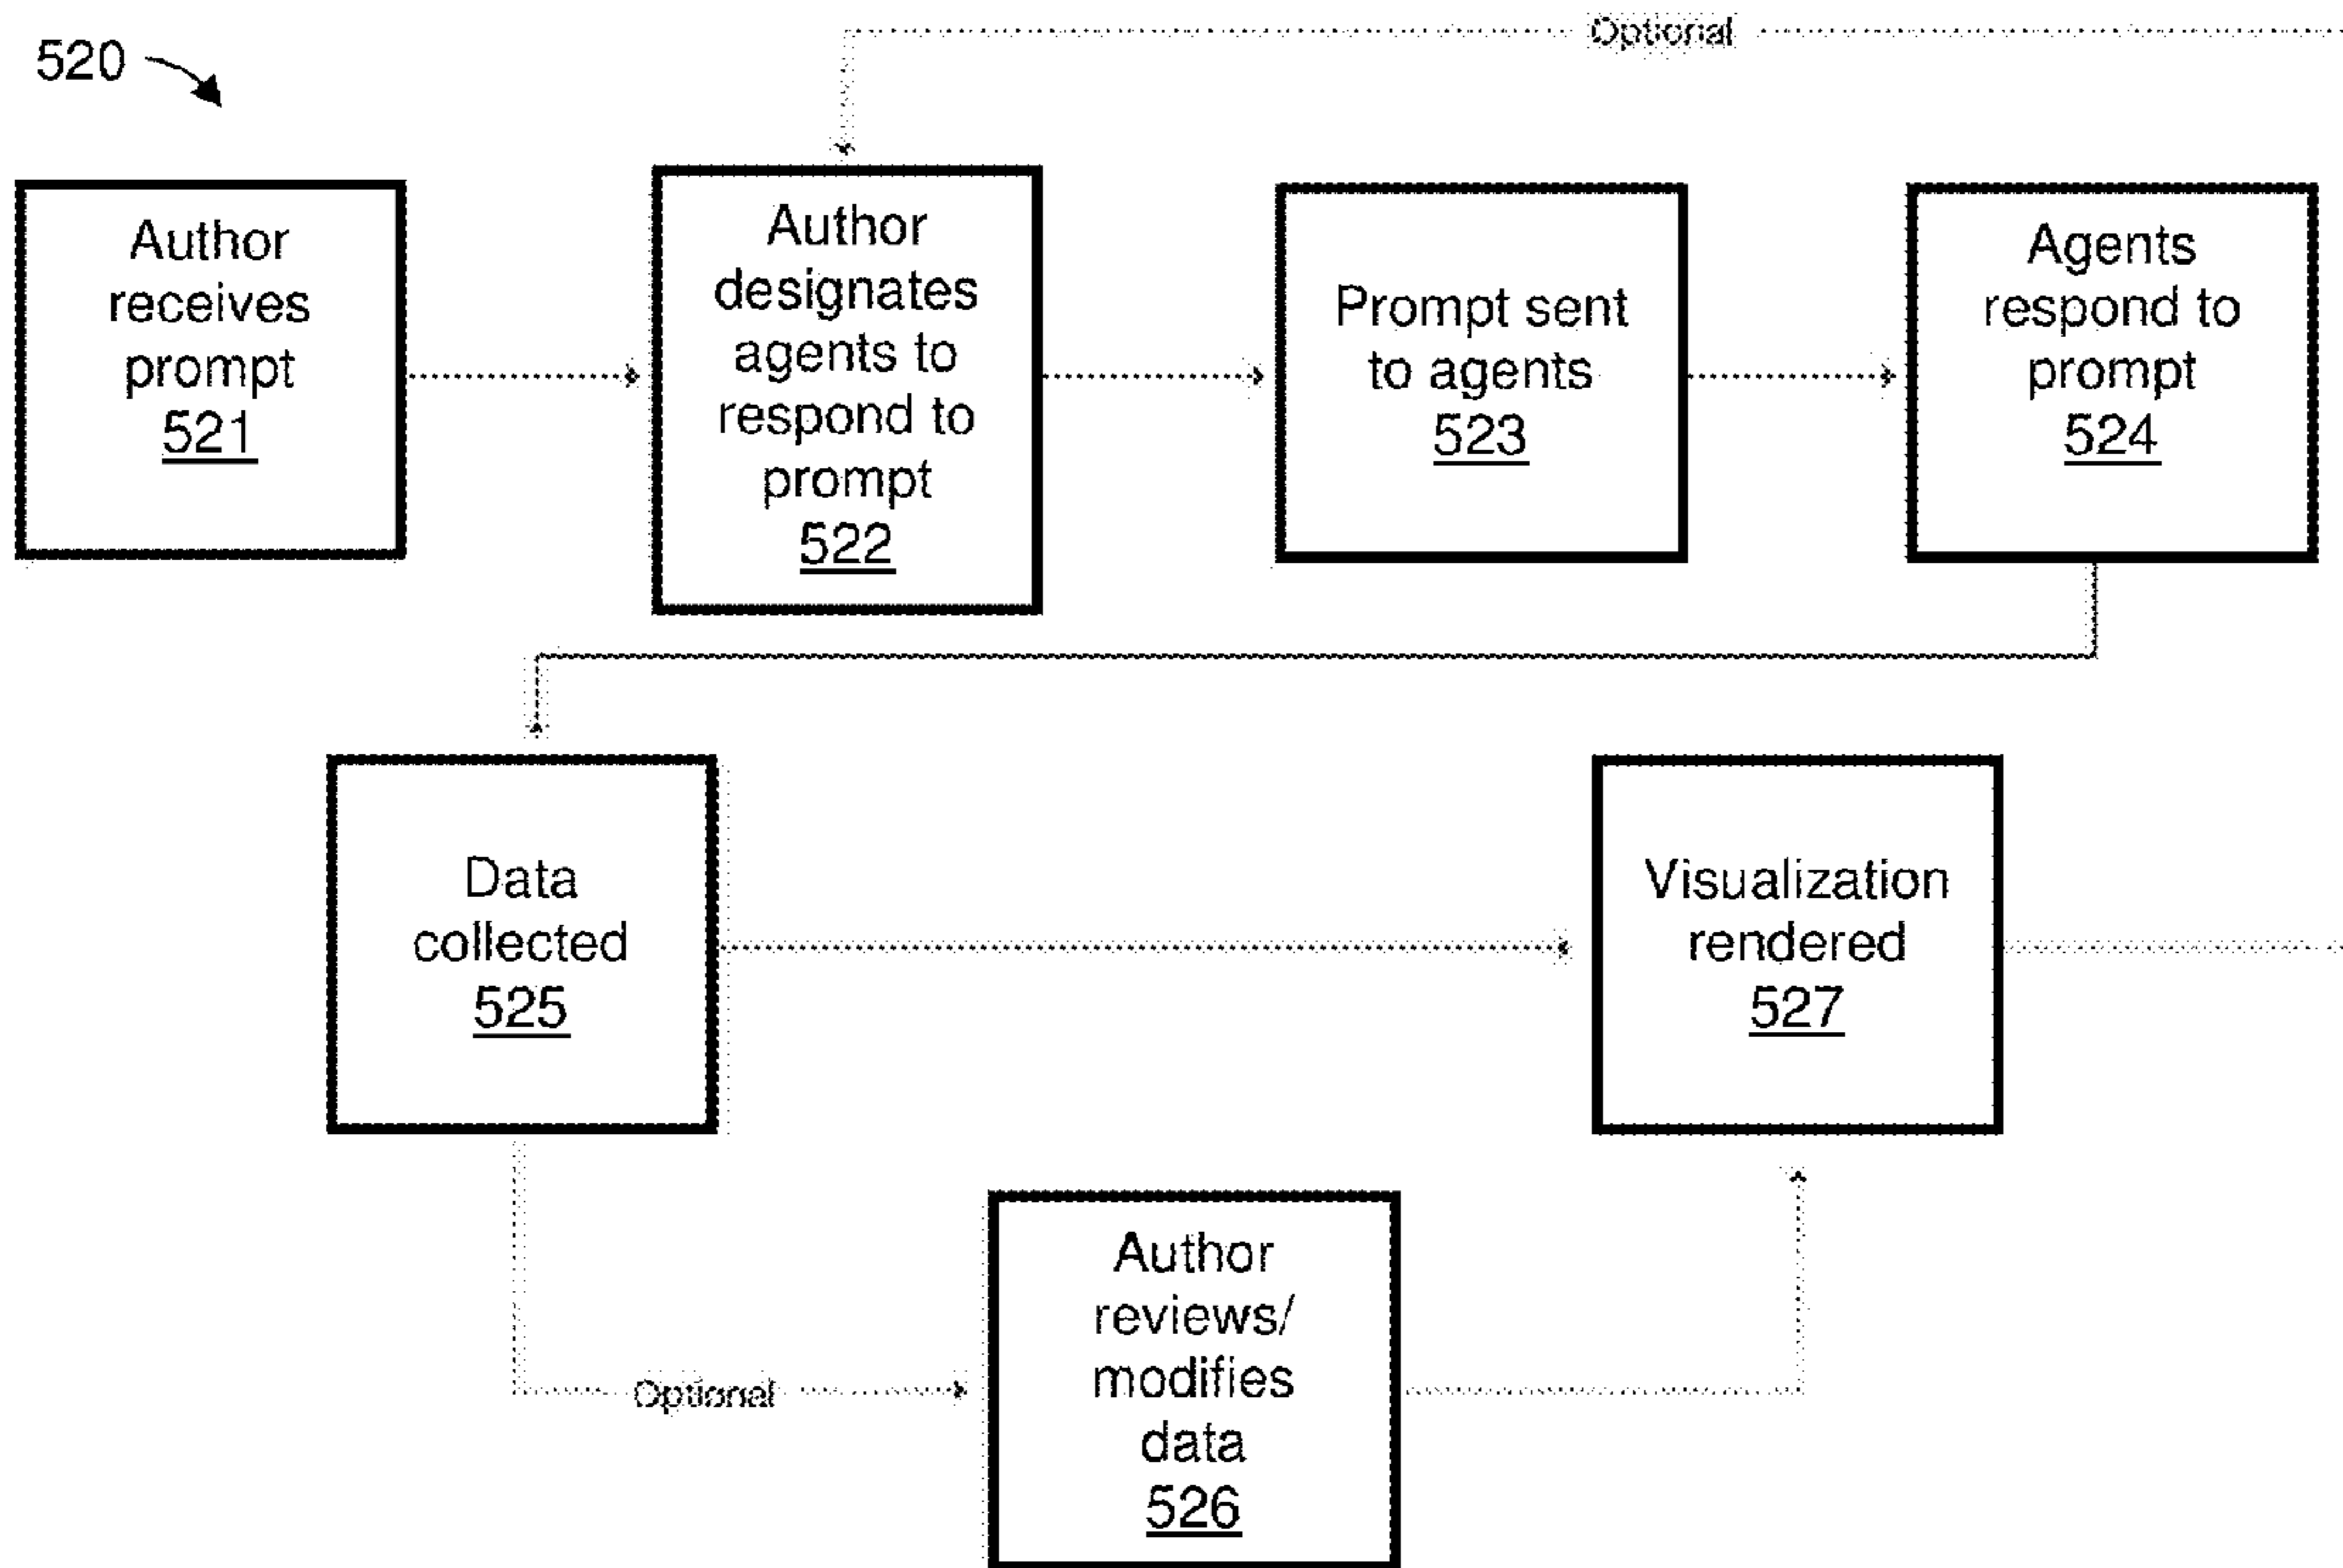 520
Optional
Author
receives
prompt
521
Author
designates
agents to
respond to
prompt
522
Prompt sent
to agents
523
Agents
respond to
prompt
524
Data
collected
525
Visualization
rendered
527
Optional
Author
reviews/
modifies
data
526